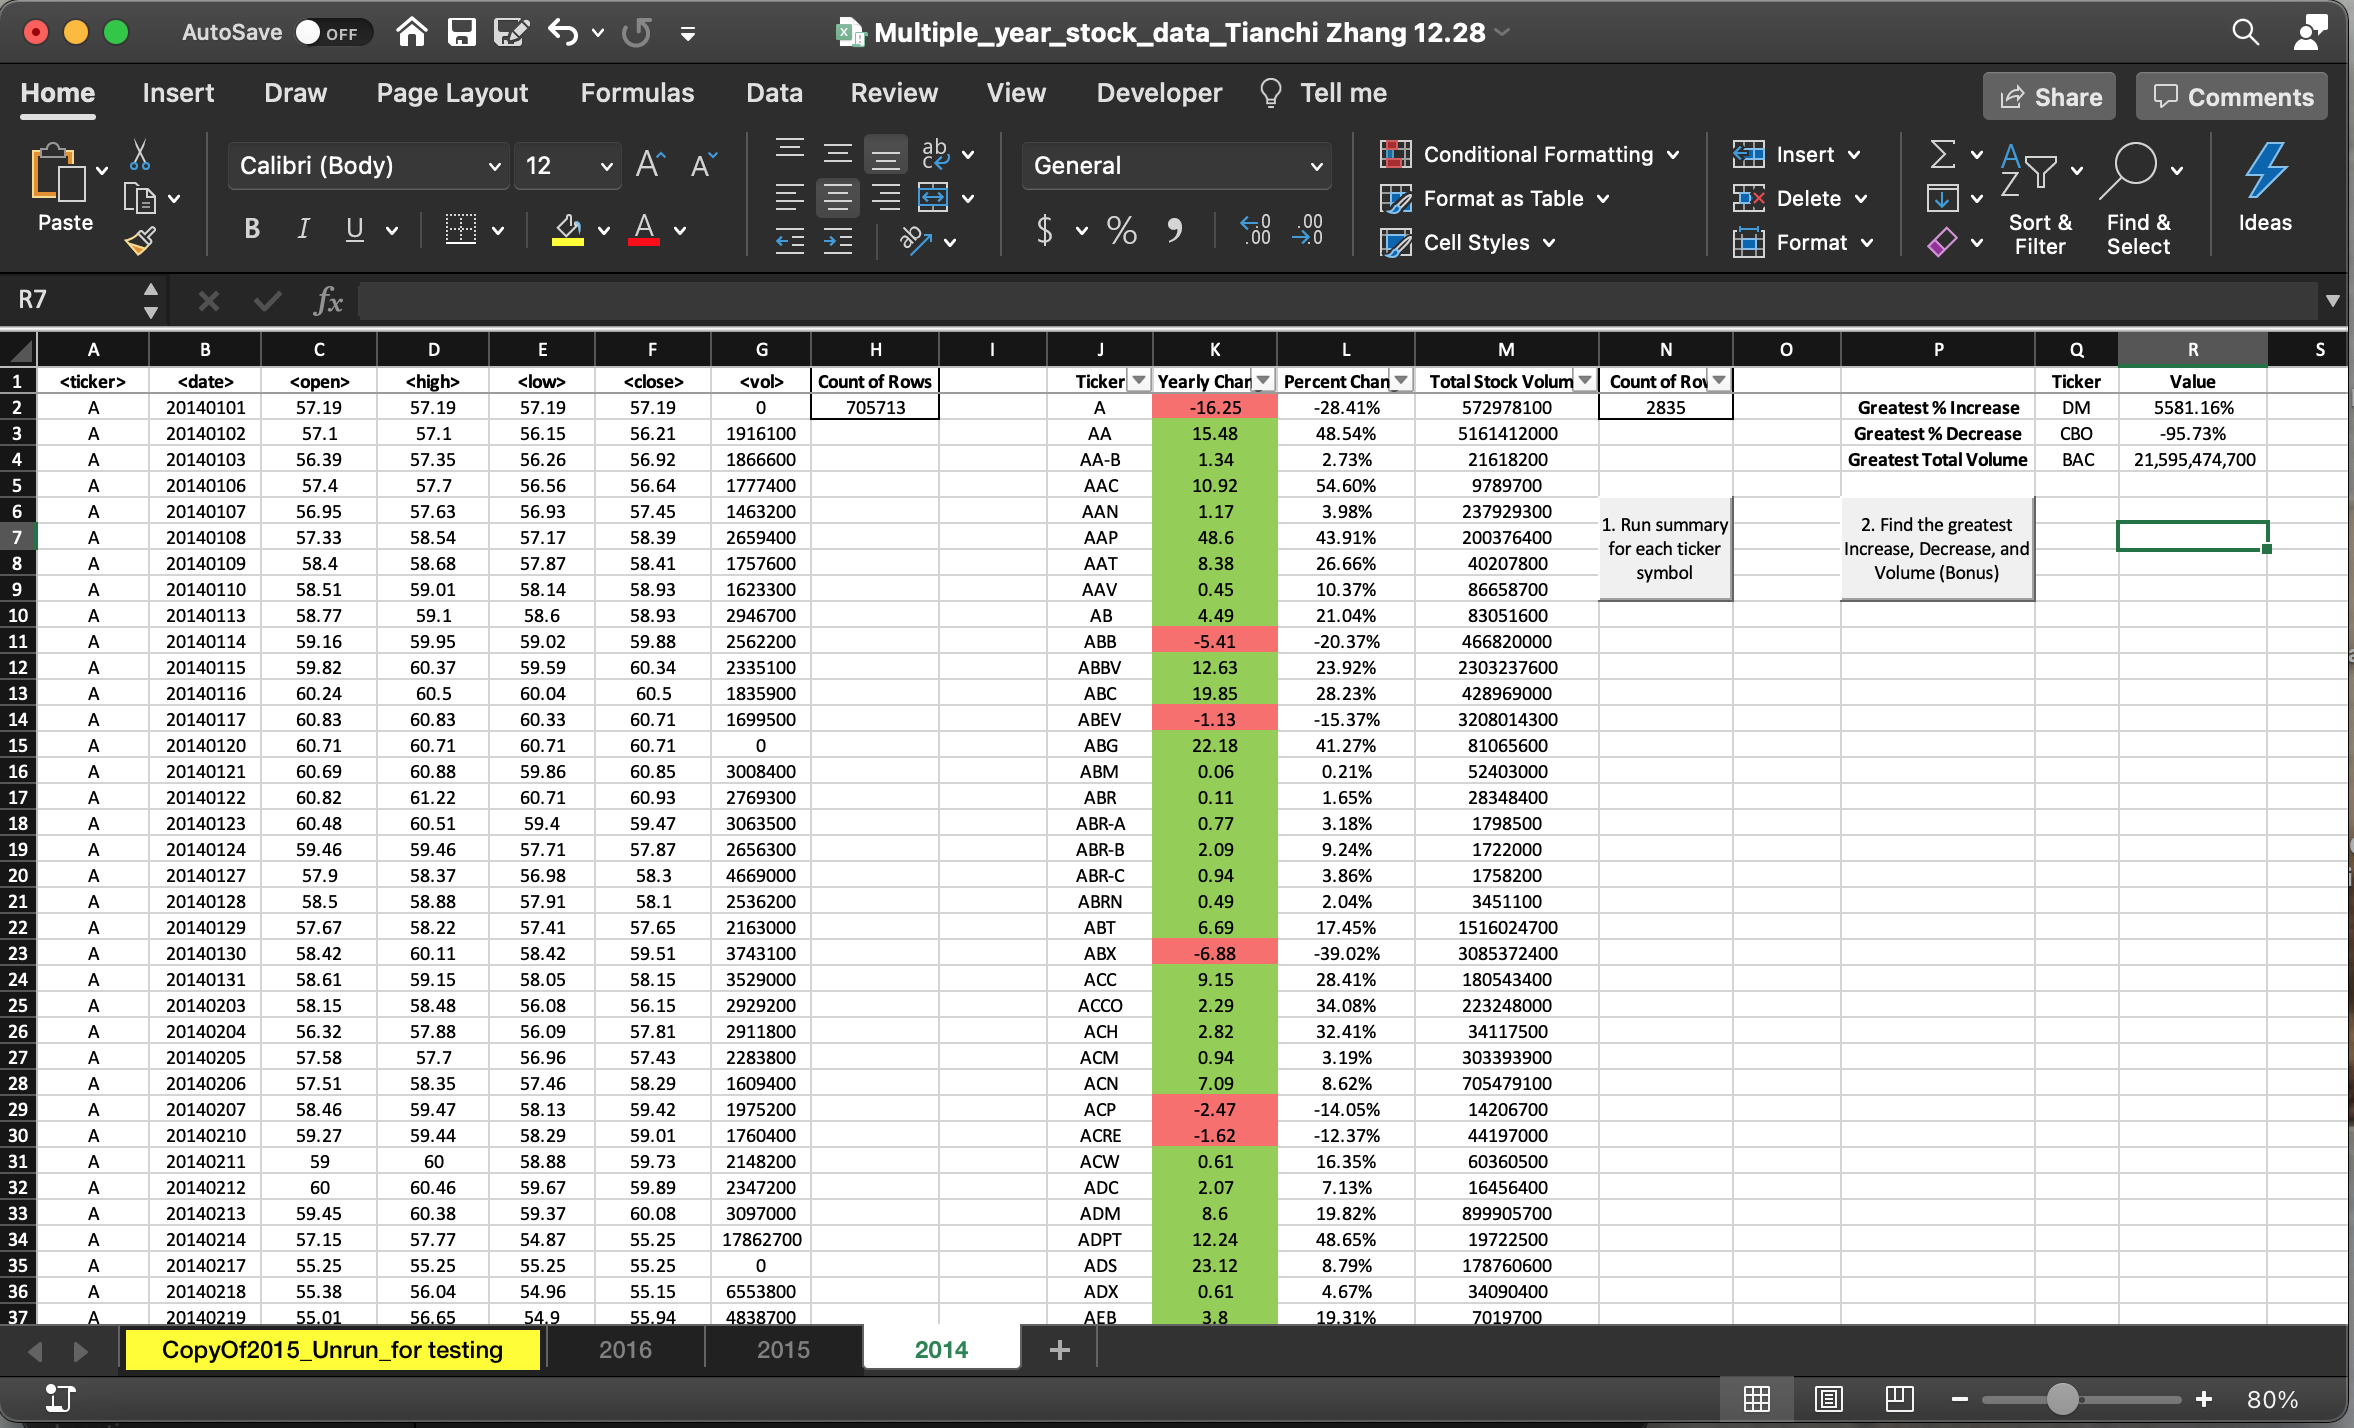 AutoSave OFF Multiple_year_stock_data_Tianchi Zhang 12.28
Home Insert Draw Page Layout Formulas Data Review View Developer Tell me Share Comments
Paste Calibri (Body) 12 General Conditional Formatting Format as Table Cell Styles Insert Delete Format Sort & Filter Find & Select Ideas
R7 fx
A B C D E F G H I J K L M N O P Q R S
1 <ticker> <date> <open> <high> <low> <close> <vol> Count of Rows Ticker Yearly Chan Percent Chan Total Stock Volum Count of Rov Ticker Value
2 A 20140101 57.19 57.19 57.19 57.19 0 705713 A -16.25 -28.41% 572978100 2835 Greatest % Increase DM 5581.16%
3 A 20140102 57.1 57.1 56.15 56.21 1916100 AA 15.48 48.54% 5161412000 Greatest % Decrease CBO -95.73%
4 A 20140103 56.39 57.35 56.26 56.92 1866600 AA-B 1.34 2.73% 21618200 Greatest Total Volume BAC 21,595,474,700
5 A 20140106 57.4 57.7 56.56 56.64 1777400 AAC 10.92 54.60% 9789700
6 A 20140107 56.95 57.63 56.93 57.45 1463200 AAN 1.17 3.98% 237929300
7 A 20140108 57.33 58.54 57.17 58.39 2659400 AAP 48.6 43.91% 200376400
8 A 20140109 58.4 58.68 57.87 58.41 1757600 AAT 8.38 26.66% 40207800
9 A 20140110 58.51 59.01 58.14 58.93 1623300 AAV 0.45 10.37% 86658700
1. Run summary
for each ticker
symbol
2. Find the greatest
Increase, Decrease, and
Volume (Bonus)
10 A 20140113 58.77 59.1 58.6 58.93 2946700 AB 4.49 21.04% 83051600
11 A 20140114 59.16 59.95 59.02 59.88 2562200 ABB -5.41 -20.37% 466820000
12 A 20140115 59.82 60.37 59.59 60.34 2335100 ABBV 12.63 23.92% 2303237600
13 A 20140116 60.24 60.5 60.04 60.5 1835900 ABC 19.85 28.23% 428969000
14 A 20140117 60.83 60.83 60.33 60.71 1699500 ABEV -1.13 -15.37% 3208014300
15 A 20140120 60.71 60.71 60.71 60.71 0 ABG 22.18 41.27% 81065600
16 A 20140121 60.69 60.88 59.86 60.85 3008400 ABM 0.06 0.21% 52403000
17 A 20140122 60.82 61.22 60.71 60.93 2769300 ABR 0.11 1.65% 28348400
18 A 20140123 60.48 60.51 59.4 59.47 3063500 ABR-A 0.77 3.18% 1798500
19 A 20140124 59.46 59.46 57.71 57.87 2656300 ABR-B 2.09 9.24% 1722000
20 A 20140127 57.9 58.37 56.98 58.3 4669000 ABR-C 0.94 3.86% 1758200
21 A 20140128 58.5 58.88 57.91 58.1 2536200 ABRN 0.49 2.04% 3451100
22 A 20140129 57.67 58.22 57.41 57.65 2163000 ABT 6.69 17.45% 1516024700
23 A 20140130 58.42 60.11 58.42 59.51 3743100 ABX -6.88 -39.02% 3085372400
24 A 20140131 58.61 59.15 58.05 58.15 3529000 ACC 9.15 28.41% 180543400
25 A 20140203 58.15 58.48 56.08 56.15 2929200 ACCO 2.29 34.08% 223248000
26 A 20140204 56.32 57.88 56.09 57.81 2911800 ACH 2.82 32.41% 34117500
27 A 20140205 57.58 57.7 56.96 57.43 2283800 ACM 0.94 3.19% 303393900
28 A 20140206 57.51 58.35 57.46 58.29 1609400 ACN 7.09 8.62% 705479100
29 A 20140207 58.46 59.47 58.13 59.42 1975200 ACP -2.47 -14.05% 14206700
30 A 20140210 59.27 59.44 58.29 59.01 1760400 ACRE -1.62 -12.37% 44197000
31 A 20140211 59 60 58.88 59.73 2148200 ACW 0.61 16.35% 60360500
32 A 20140212 60 60.46 59.67 59.89 2347200 ADC 2.07 7.13% 16456400
33 A 20140213 59.45 60.38 59.37 60.08 3097000 ADM 8.6 19.82% 899905700
34 A 20140214 57.15 57.77 54.87 55.25 17862700 ADPT 12.24 48.65% 19722500
35 A 20140217 55.25 55.25 55.25 55.25 0 ADS 23.12 8.79% 178760600
36 A 20140218 55.38 56.04 54.96 55.15 6553800 ADX 0.61 4.67% 34090400
37 A 20140219 55.01 56.65 54.9 55.94 4838700 AEB 3.8 19.31% 7019700
CopyOf2015_Unrun_for testing 2016 2015 2014 +
80%